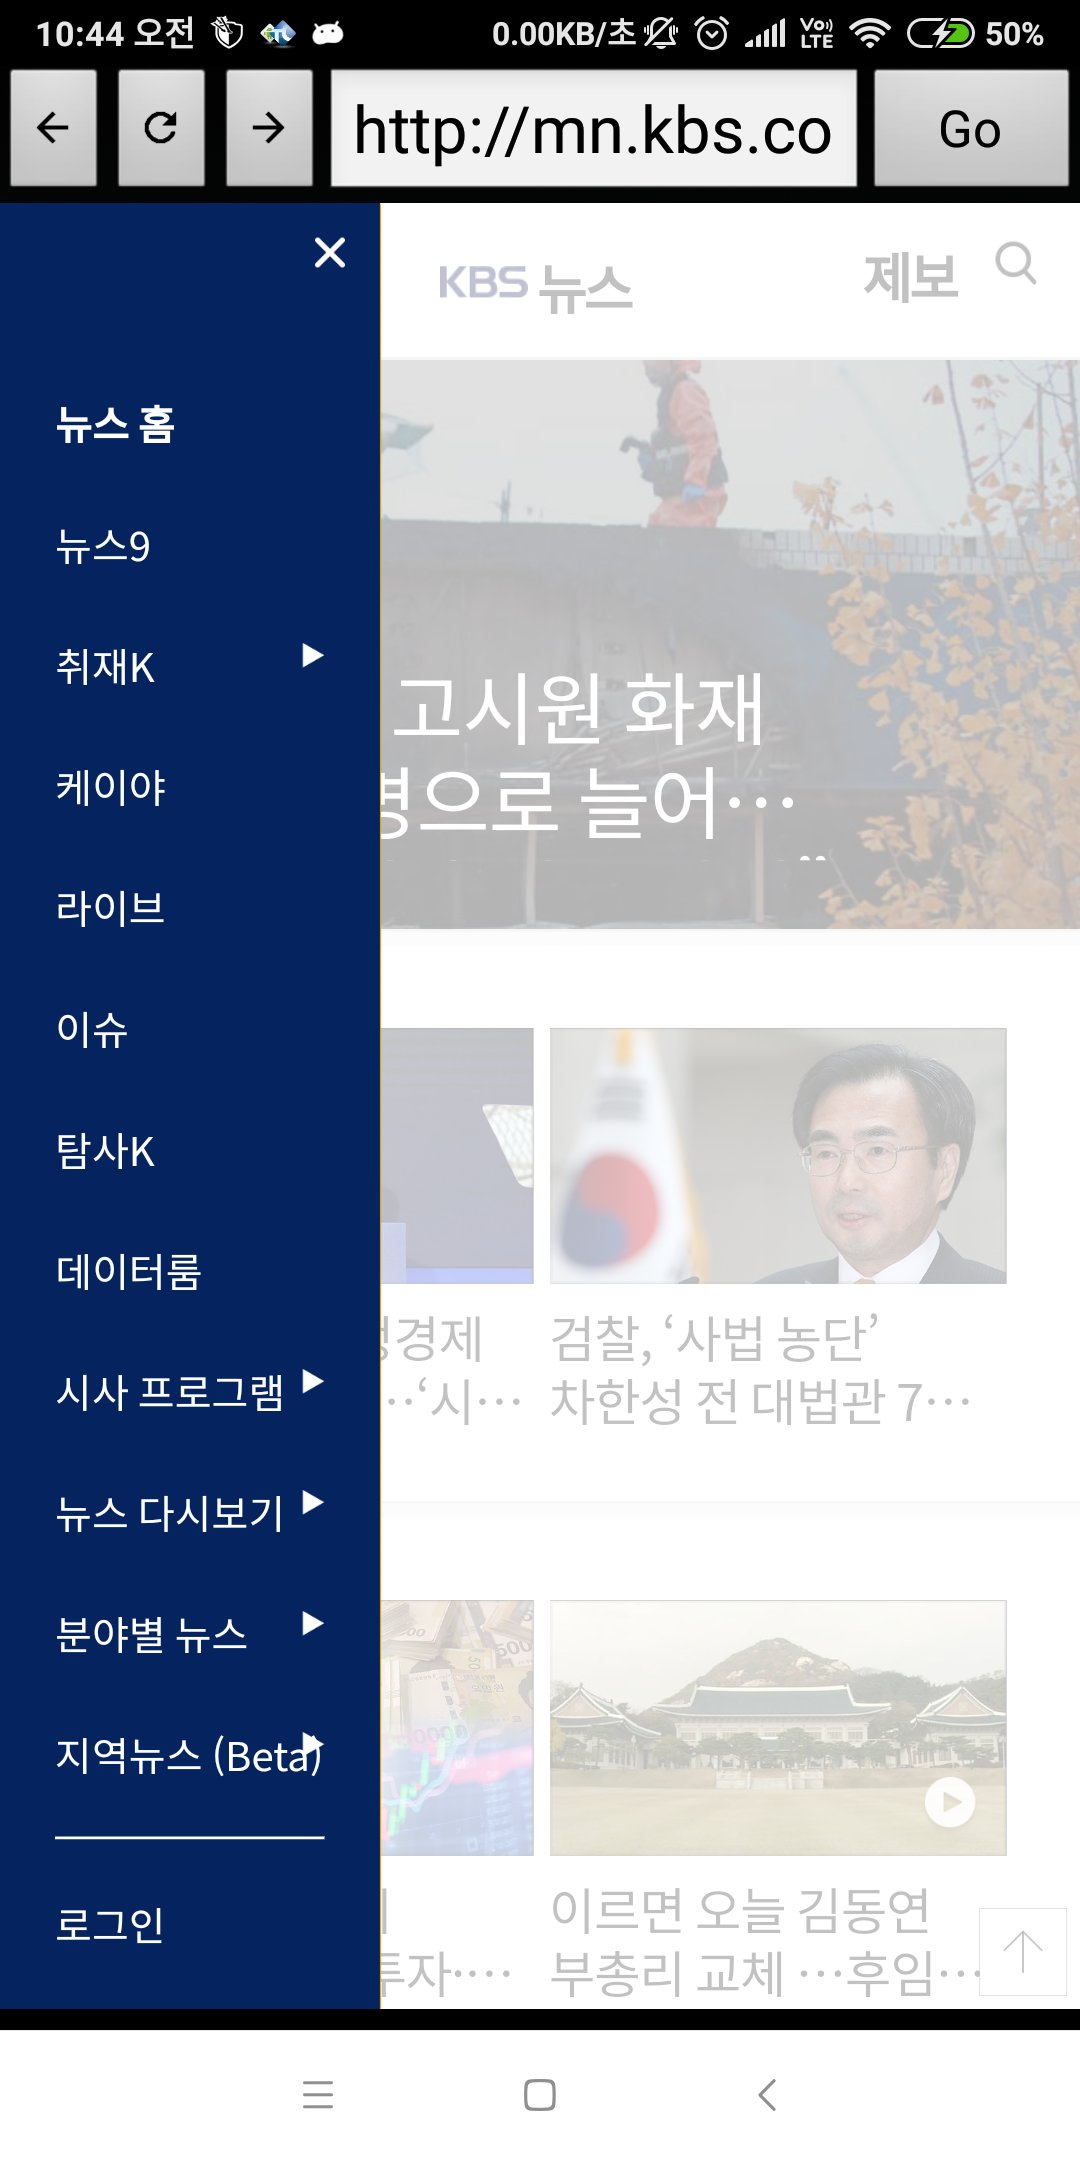 10:44 오전 0.00KB/초 Vo)) LTE 50%
http://mn.kbs.co Go
KBS 뉴스 제보
뉴스 홈
뉴스9
취재K
케이야
라이브
이슈
탐사K
데이터룸
시사 프로그램
뉴스 다시보기
분야별 뉴스
지역뉴스 (Beta)
로그인
고시원 화재
명으로 늘어…
경제
…‘시…
검찰, ‘사법 농단’
차한성 전 대법관 7…
투자…
이르면 오늘 김동연
부총리 교체 …후임…